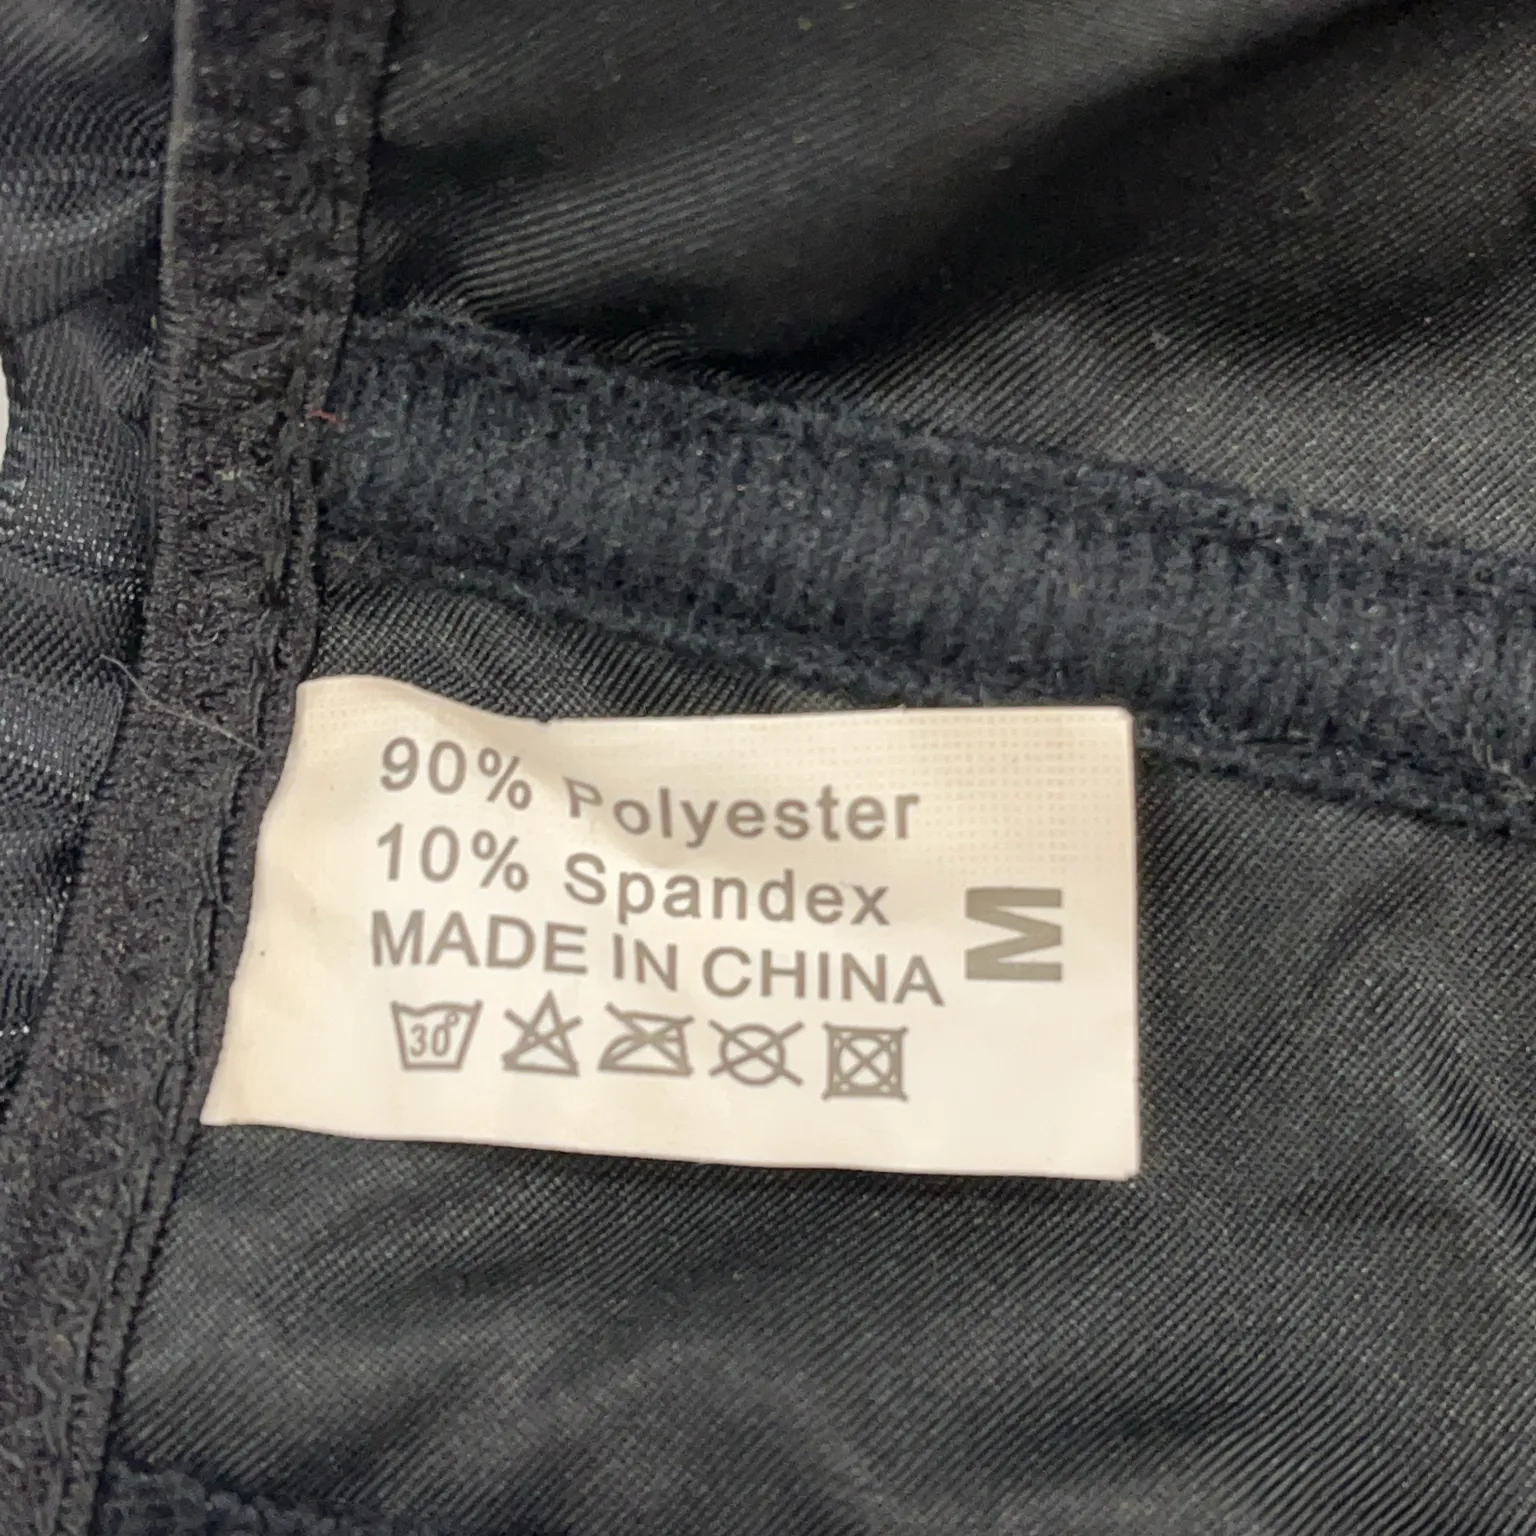 90% Polyester
10% Spandex
MADE IN CHINA
M
30°